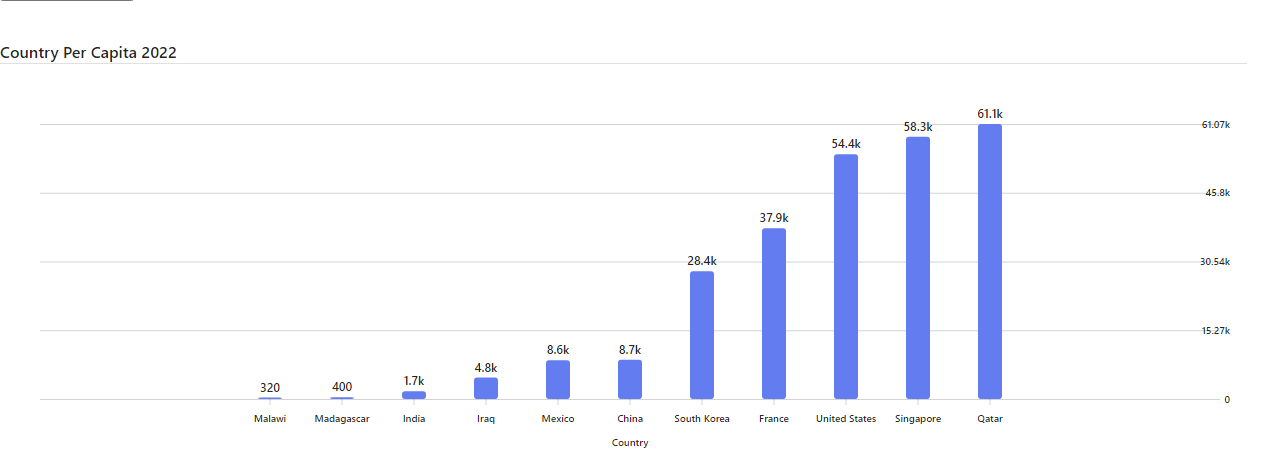 Country Per Capita 2022
61.1k
61.07k
58.3k
54.4k
45.8k
37.9k
28.4k
30.54k
15.27k
8.6k
8.7k
4.8k
1.7k
400
320
0
Malawi Madagascar India Iraq Mexico China South Korea France United States Singapore Qatar
Country